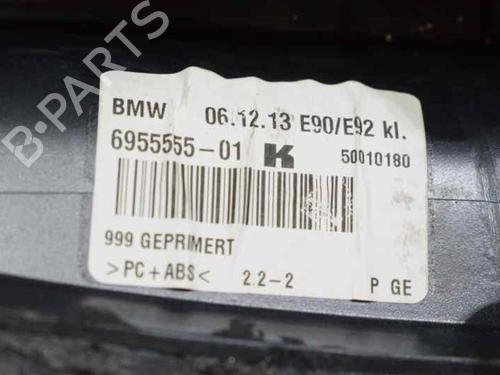 BMW 06.12.13 E90/E92 kl.
6955555-01 K 50010180
999 GEPRIMERT
>PC+ABS< 2.2-2 P GE
B-PARTS